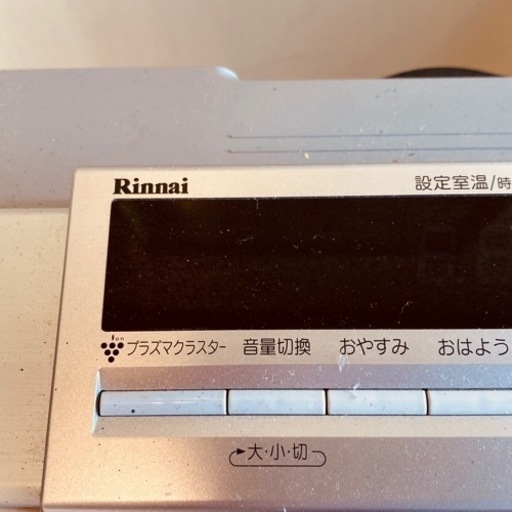 Rinnai 設定室温/時
ion プラズマクラスター 音量切換 おやすみ おはよう
大・小・切